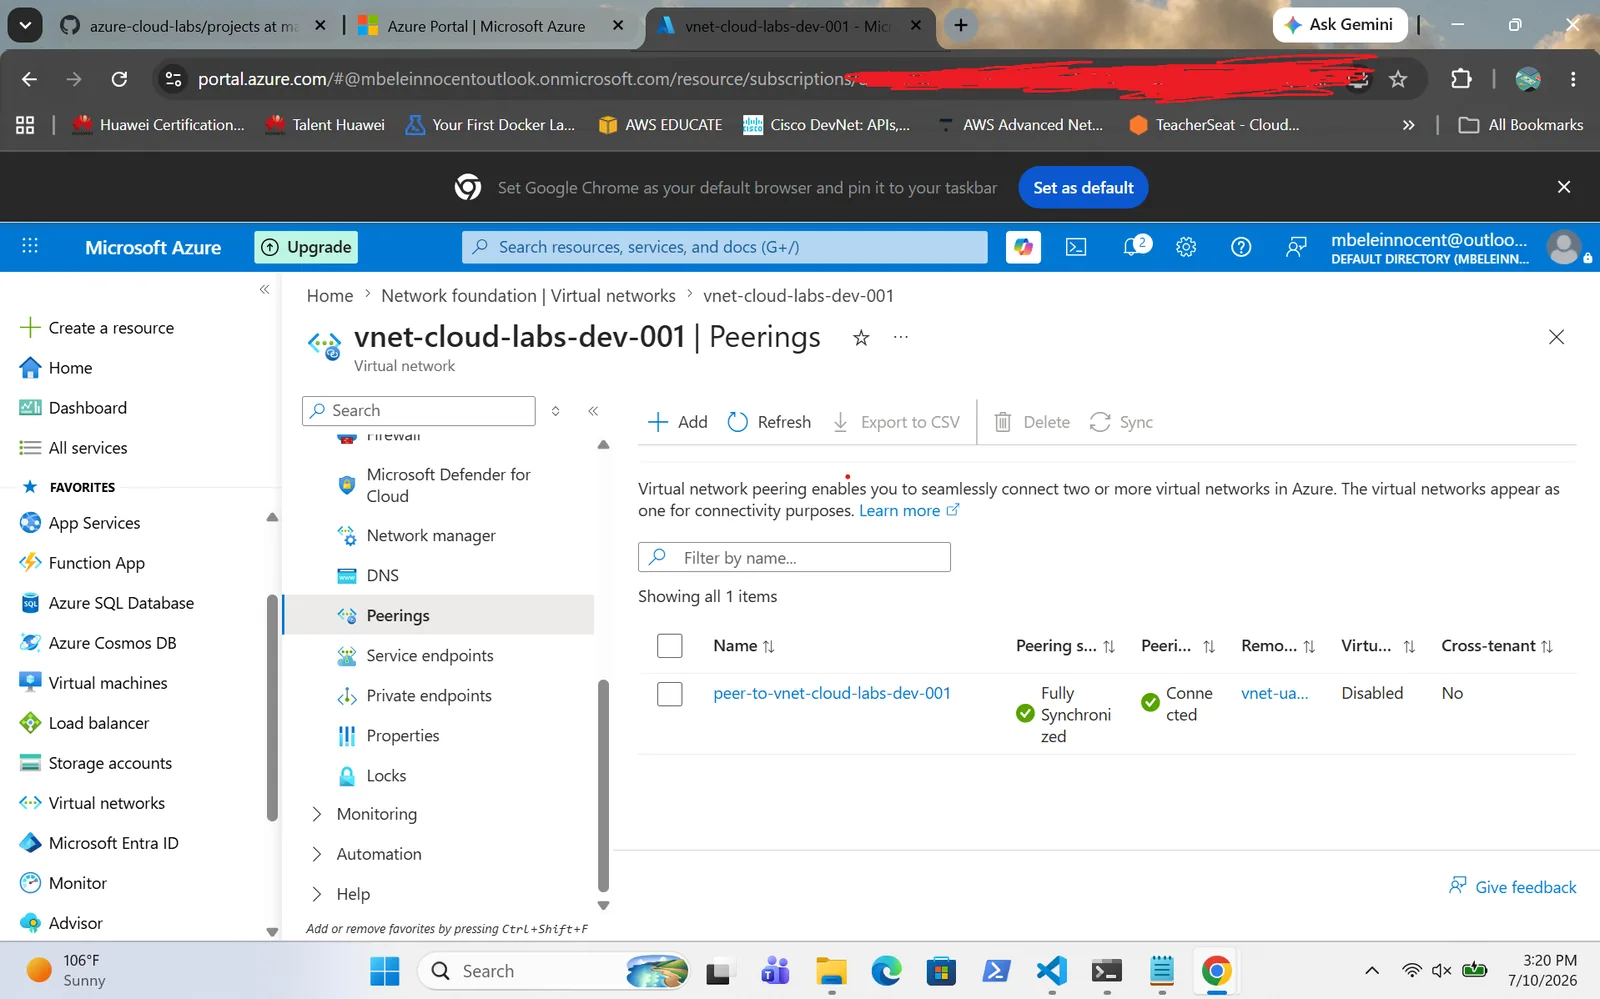 azure-cloud-labs/projects at ma
Azure Portal | Microsoft Azure
vnet-cloud-labs-dev-001 - Micr
Ask Gemini
portal.azure.com/#@mbeleinnocentoutlook.onmicrosoft.com/resource/subscriptions/
Huawei Certification...
Talent Huawei
Your First Docker La...
AWS EDUCATE
Cisco DevNet: APIs,...
AWS Advanced Net...
TeacherSeat - Cloud...
All Bookmarks
Set Google Chrome as your default browser and pin it to your taskbar
Set as default
Microsoft Azure
Upgrade
Search resources, services, and docs (G+/)
2
mbeleinnocent@outloo...
DEFAULT DIRECTORY (MBELEINN...
Create a resource
Home
Dashboard
All services
FAVORITES
App Services
Function App
Azure SQL Database
Azure Cosmos DB
Virtual machines
Load balancer
Storage accounts
Virtual networks
Microsoft Entra ID
Monitor
Advisor
Home > Network foundation | Virtual networks > vnet-cloud-labs-dev-001
vnet-cloud-labs-dev-001 | Peerings
Virtual network
Search
Firewall
Microsoft Defender for
Cloud
Network manager
DNS
Peerings
Service endpoints
Private endpoints
Properties
Locks
Monitoring
Automation
Help
Add or remove favorites by pressing Ctrl+Shift+F
Add
Refresh
Export to CSV
Delete
Sync
Virtual network peering enables you to seamlessly connect two or more virtual networks in Azure. The virtual networks appear as
one for connectivity purposes. Learn more
Filter by name...
Showing all 1 items
Name
Peering s...
Peeri...
Remo...
Virtu...
Cross-tenant
peer-to-vnet-cloud-labs-dev-001
Fully
Synchroni
zed
Conne
cted
vnet-ua...
Disabled
No
Give feedback
106°F
Sunny
Search
3:20 PM
7/10/2026